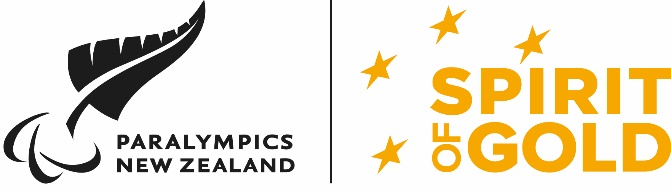 PARALYMPICS
NEW ZEALAND
SPIRIT
OF GOLD